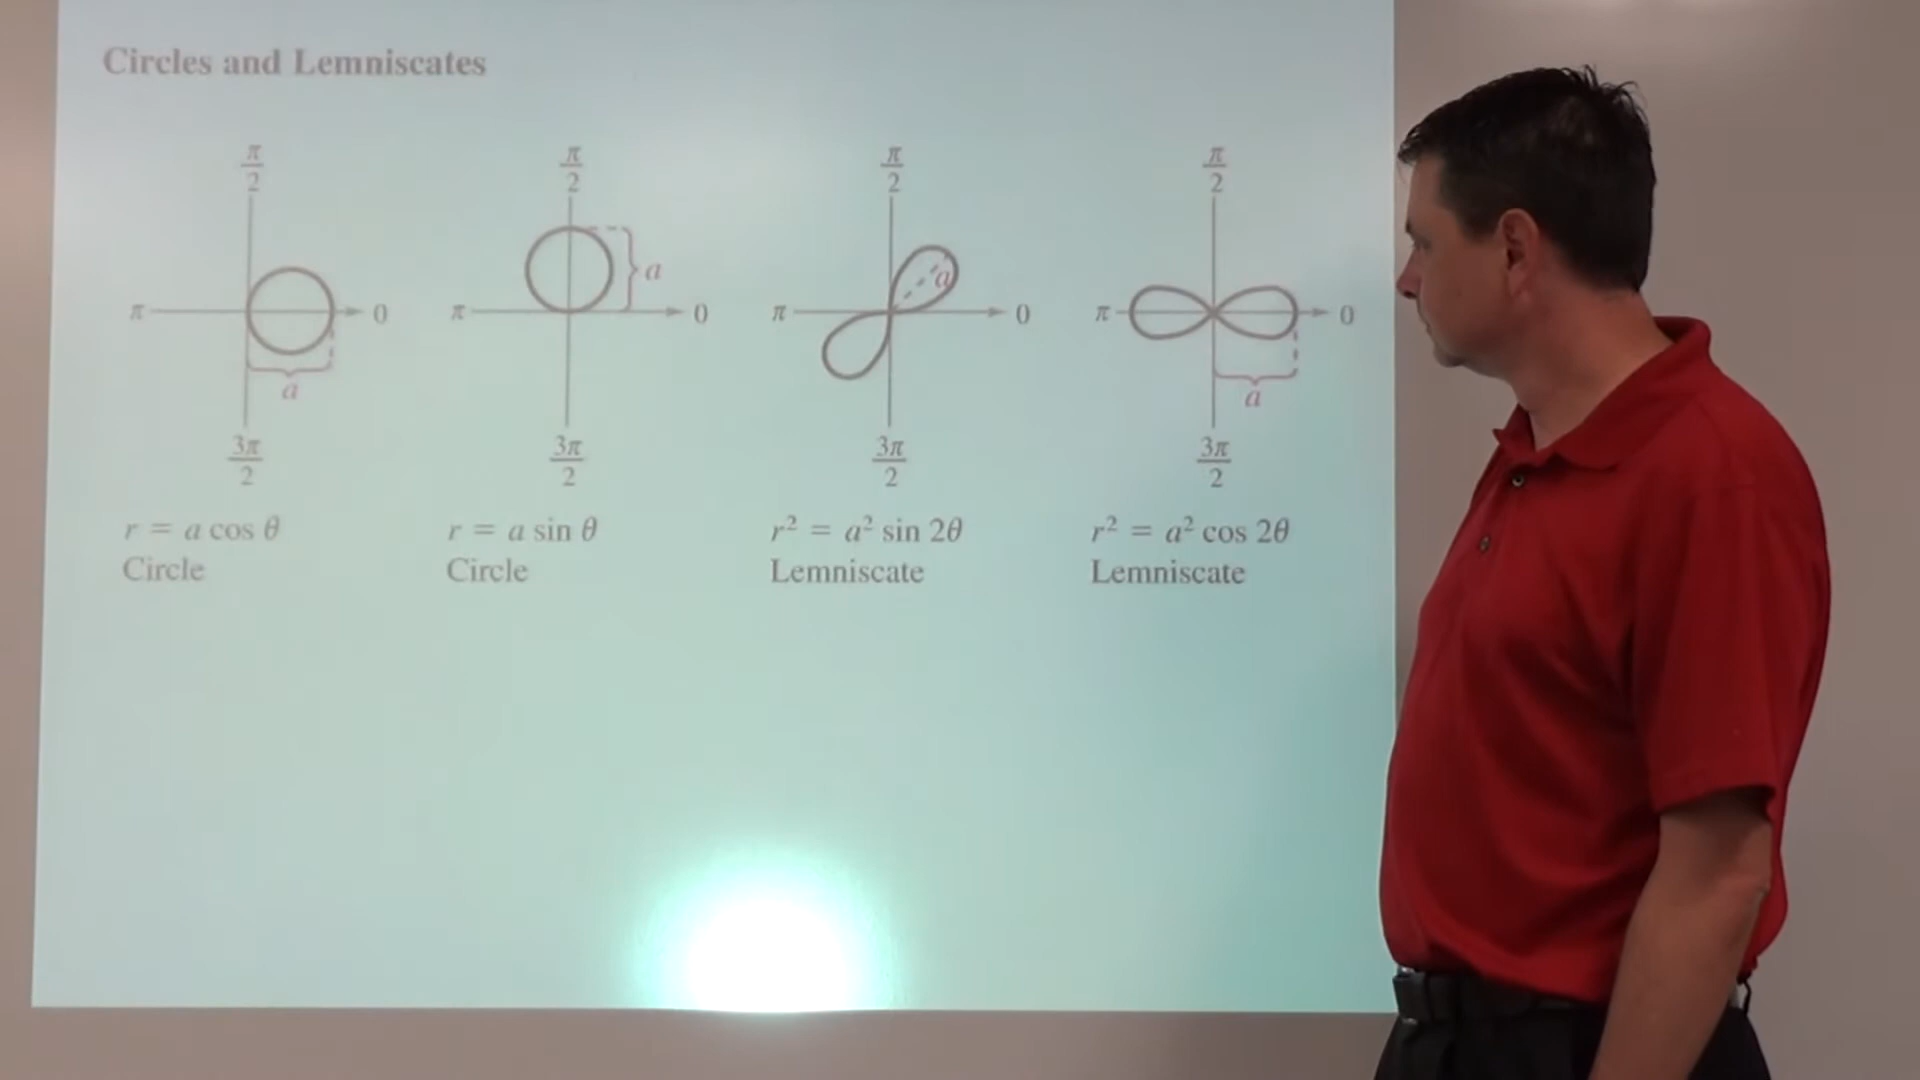 Circles and Lemniscates
π/2 π/2 π/2 π/2
π 0 π a 0 π a 0 π 0
a a
3π/2 3π/2 3π/2 3π/2
r = a cos θ r = a sin θ r² = a² sin 2θ r² = a² cos 2θ
Circle Circle Lemniscate Lemniscate